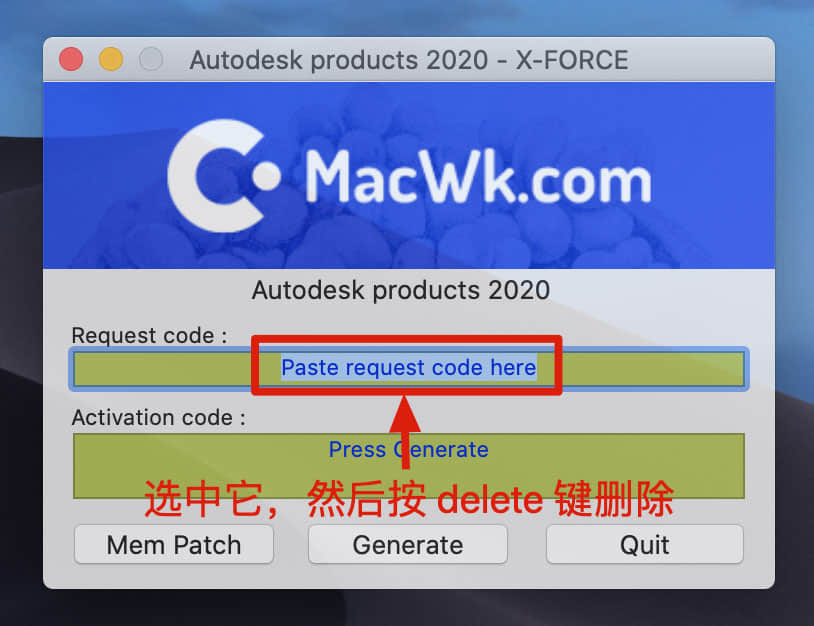 Autodesk products 2020 - X-FORCE
MacWk.com
Autodesk products 2020
Request code :
Paste request code here
Activation code :
Press Generate
选中它，然后按 delete 键删除
Mem Patch
Generate
Quit